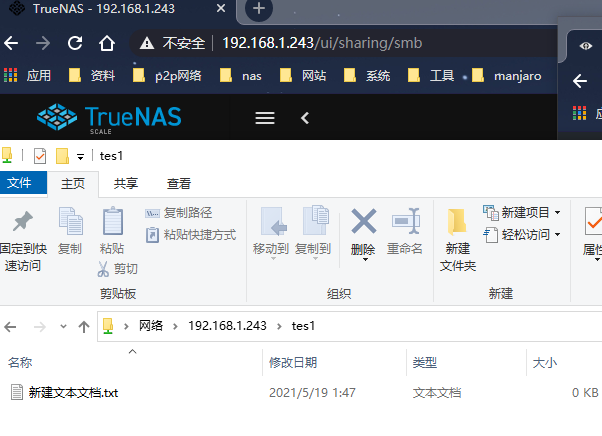 TrueNAS - 192.168.1.243
不安全 | 192.168.1.243/ui/sharing/smb
应用 资料 p2p网络 nas 网站 系统 工具 manjaro
TrueNAS
SCALE
tes1
文件 主页 共享 查看
固定到快速访问
复制
粘贴
复制路径
粘贴快捷方式
剪切
移动到 复制到 删除 重命名
新建文件夹
新建项目
轻松访问
属性
剪贴板 组织 新建
网络 192.168.1.243 tes1
名称 修改日期 类型 大小
新建文本文档.txt 2021/5/19 1:47 文本文档 0 KB